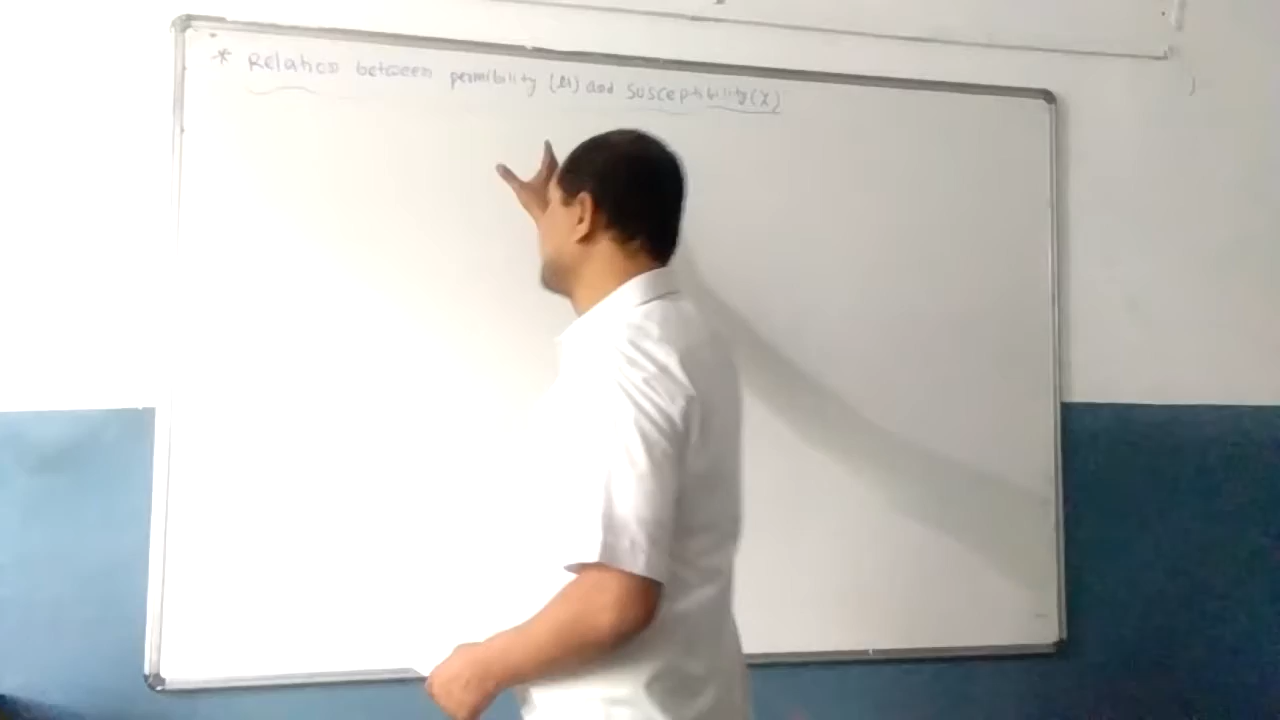 * Relation between permibility (μ) and susceptibility (χ)